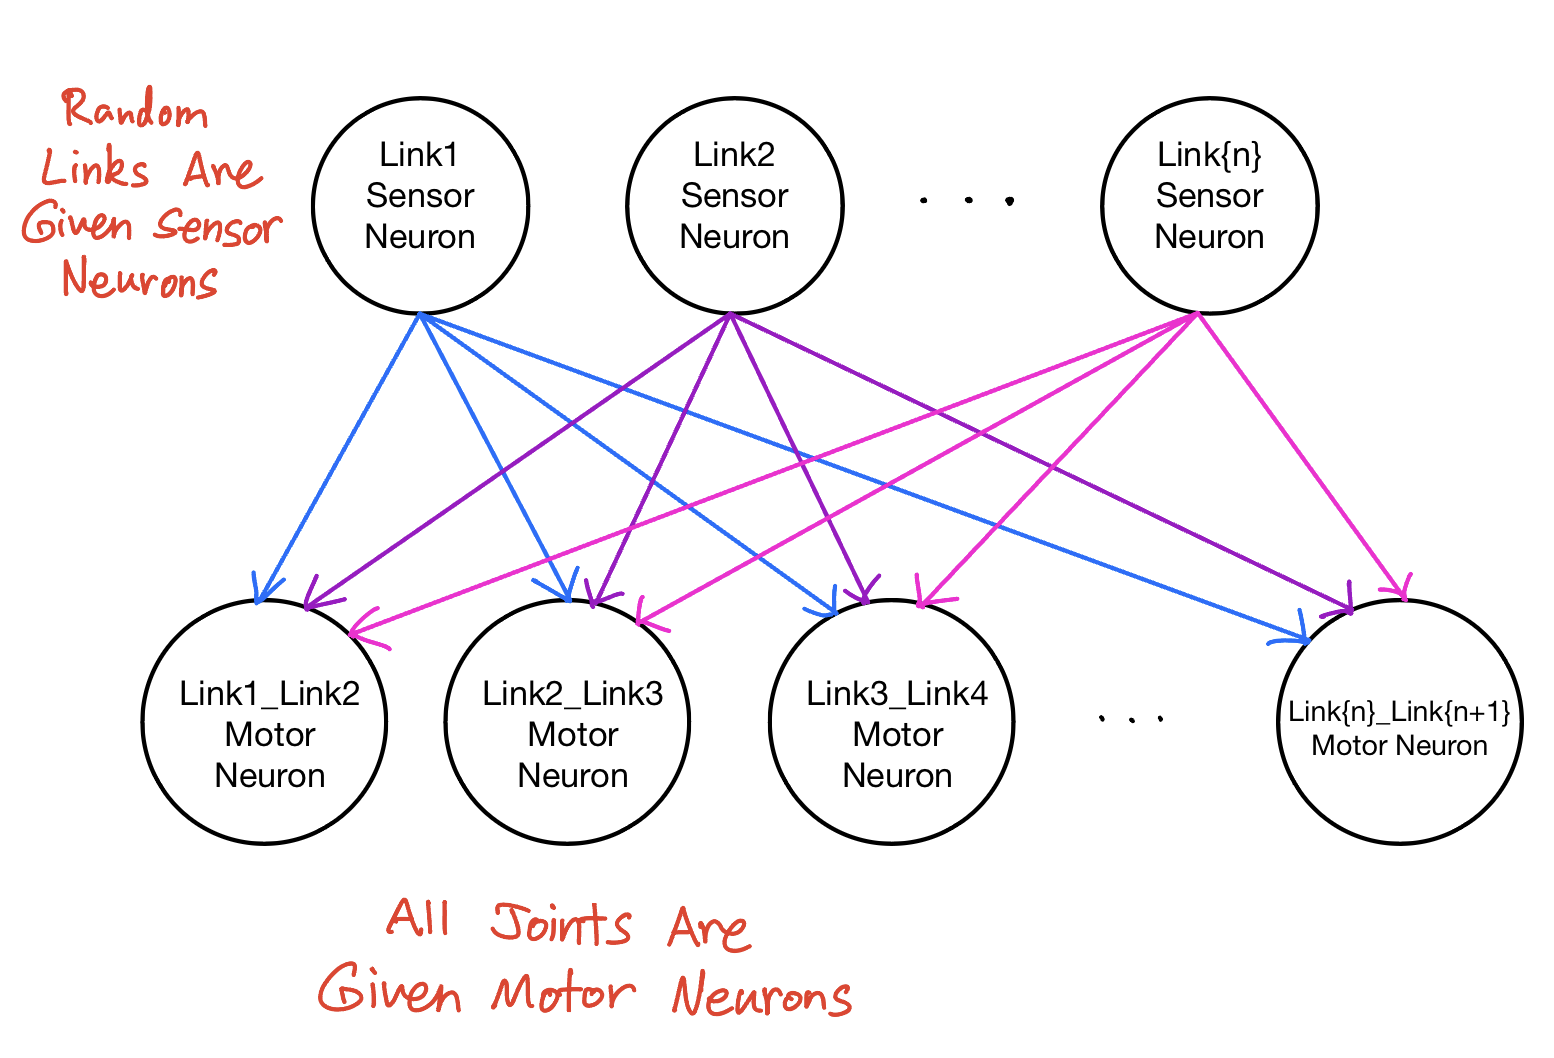 Random
Links Are
Given Sensor
Neurons
Link1
Sensor
Neuron
Link2
Sensor
Neuron
. . .
Link{n}
Sensor
Neuron
Link1_Link2
Motor
Neuron
Link2_Link3
Motor
Neuron
Link3_Link4
Motor
Neuron
. . .
Link{n}_Link{n+1}
Motor Neuron
All Joints Are
Given Motor Neurons